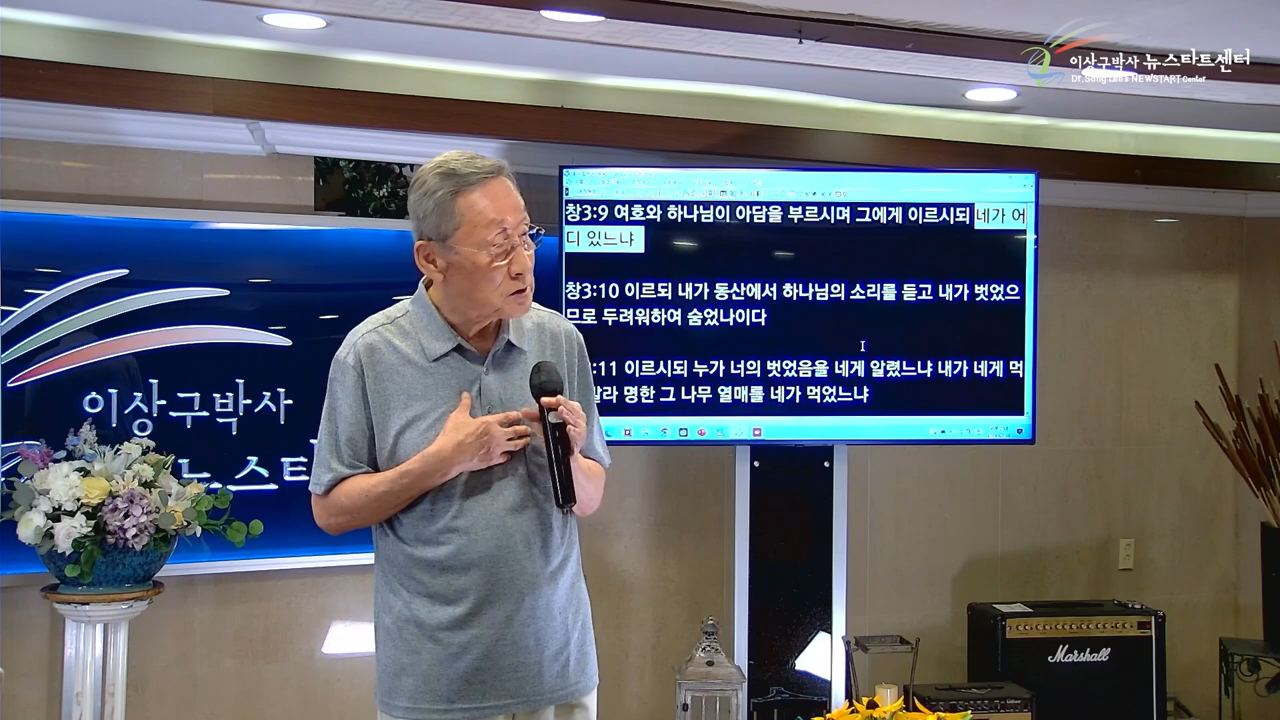 이상구박사 뉴스타트센터
Dr. Sang Lee's NEWSTART Center
창3:9 여호와 하나님이 아담을 부르시며 그에게 이르시되 네가 어
디 있느냐
창3:10 이르되 내가 동산에서 하나님의 소리를 듣고 내가 벗었으
므로 두려워하여 숨었나이다
:11 이르시되 누가 너의 벗었음을 네게 알렸느냐 내가 네게 먹
말라 명한 그 나무 열매를 네가 먹었느냐
이상구박사
뉴스타
Marshall